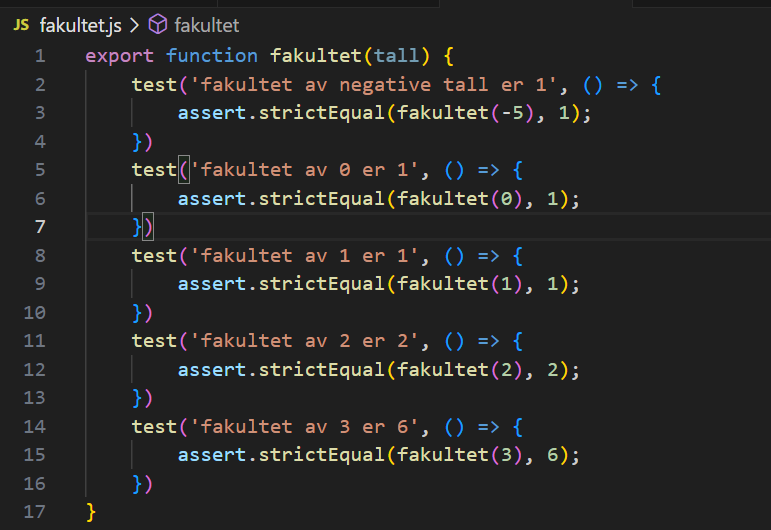 JS fakultet.js > fakultet
1 export function fakultet(tall) {
2     test('fakultet av negative tall er 1', () => {
3         assert.strictEqual(fakultet(-5), 1);
4     })
5     test('fakultet av 0 er 1', () => {
6         assert.strictEqual(fakultet(0), 1);
7     })
8     test('fakultet av 1 er 1', () => {
9         assert.strictEqual(fakultet(1), 1);
10     })
11     test('fakultet av 2 er 2', () => {
12         assert.strictEqual(fakultet(2), 2);
13     })
14     test('fakultet av 3 er 6', () => {
15         assert.strictEqual(fakultet(3), 6);
16     })
17 }